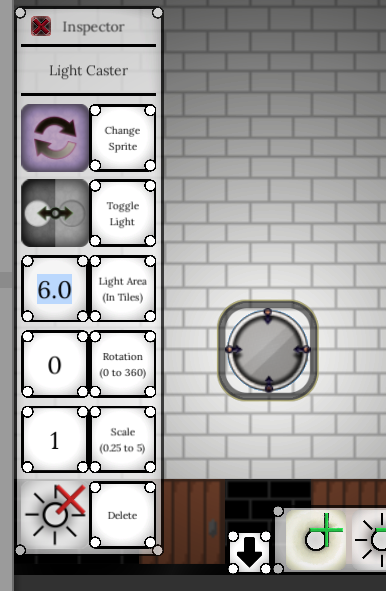 Inspector
Light Caster
Change
Sprite
Toggle
Light
6.0
Light Area
(In Tiles)
0
Rotation
(0 to 360)
1
Scale
(0.25 to 5)
Delete